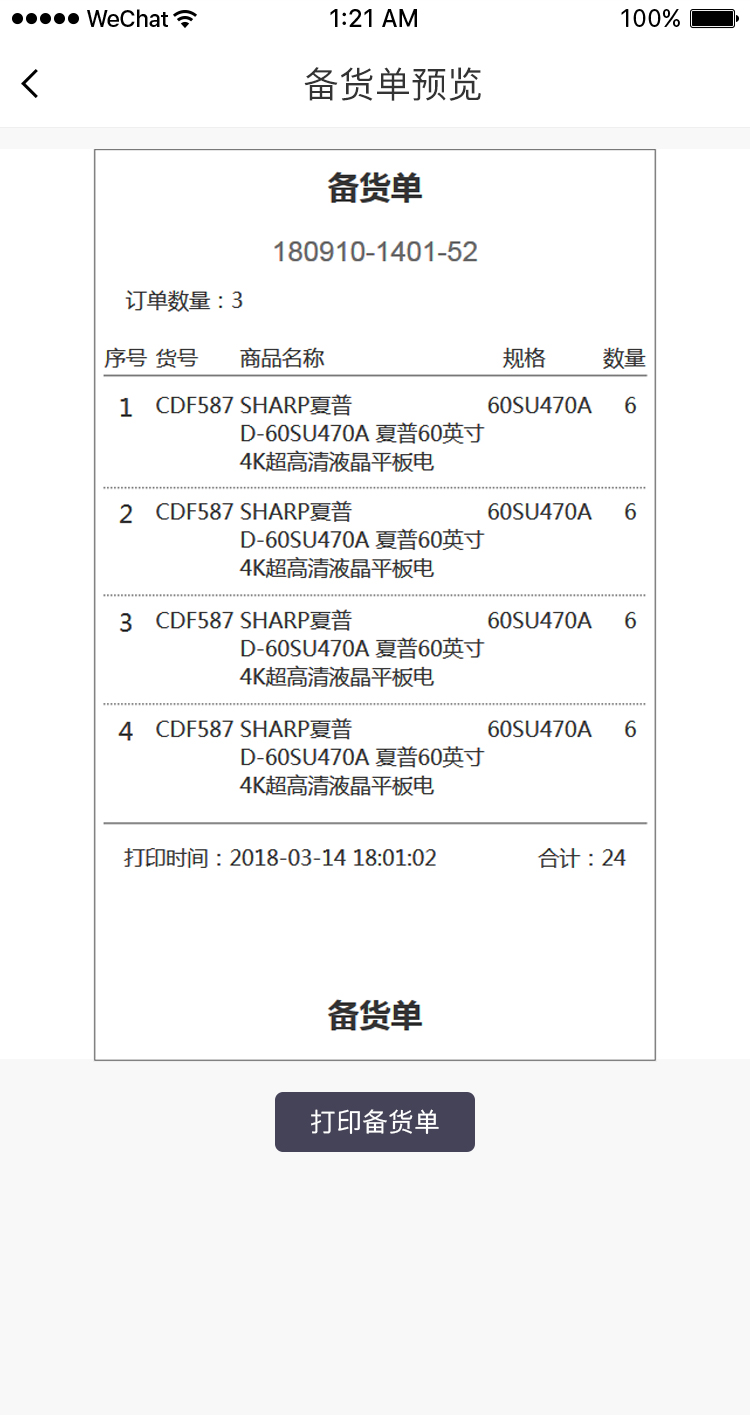 WeChat 1:21 AM 100%
备货单预览
备货单
180910-1401-52
订单数量：3
序号 货号 商品名称 规格 数量
1 CDF587 SHARP夏普 60SU470A 6
D-60SU470A 夏普60英寸
4K超高清液晶平板电
2 CDF587 SHARP夏普 60SU470A 6
D-60SU470A 夏普60英寸
4K超高清液晶平板电
3 CDF587 SHARP夏普 60SU470A 6
D-60SU470A 夏普60英寸
4K超高清液晶平板电
4 CDF587 SHARP夏普 60SU470A 6
D-60SU470A 夏普60英寸
4K超高清液晶平板电
打印时间：2018-03-14 18:01:02 合计：24
备货单
打印备货单